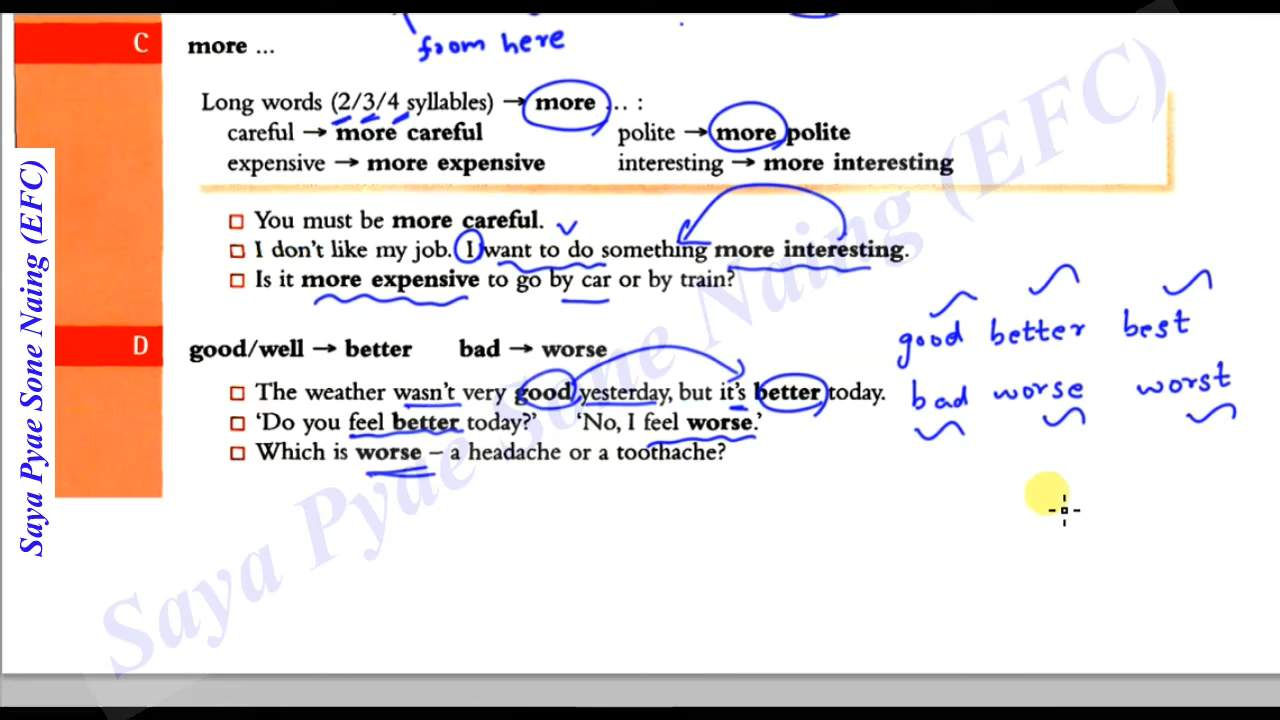 from here
C more ...
Long words (2/3/4 syllables) → more ... :
careful → more careful polite → more polite
expensive → more expensive interesting → more interesting
□ You must be more careful.
□ I don't like my job. I want to do something more interesting.
□ Is it more expensive to go by car or by train?
good better best
D good/well → better bad → worse
□ The weather wasn't very good yesterday, but it's better today.
bad worse worst
□ 'Do you feel better today?' 'No, I feel worse.'
□ Which is worse – a headache or a toothache?
Saya Pyae Sone Naing (EFC)
Saya Pyae Sone Naing (EFC)